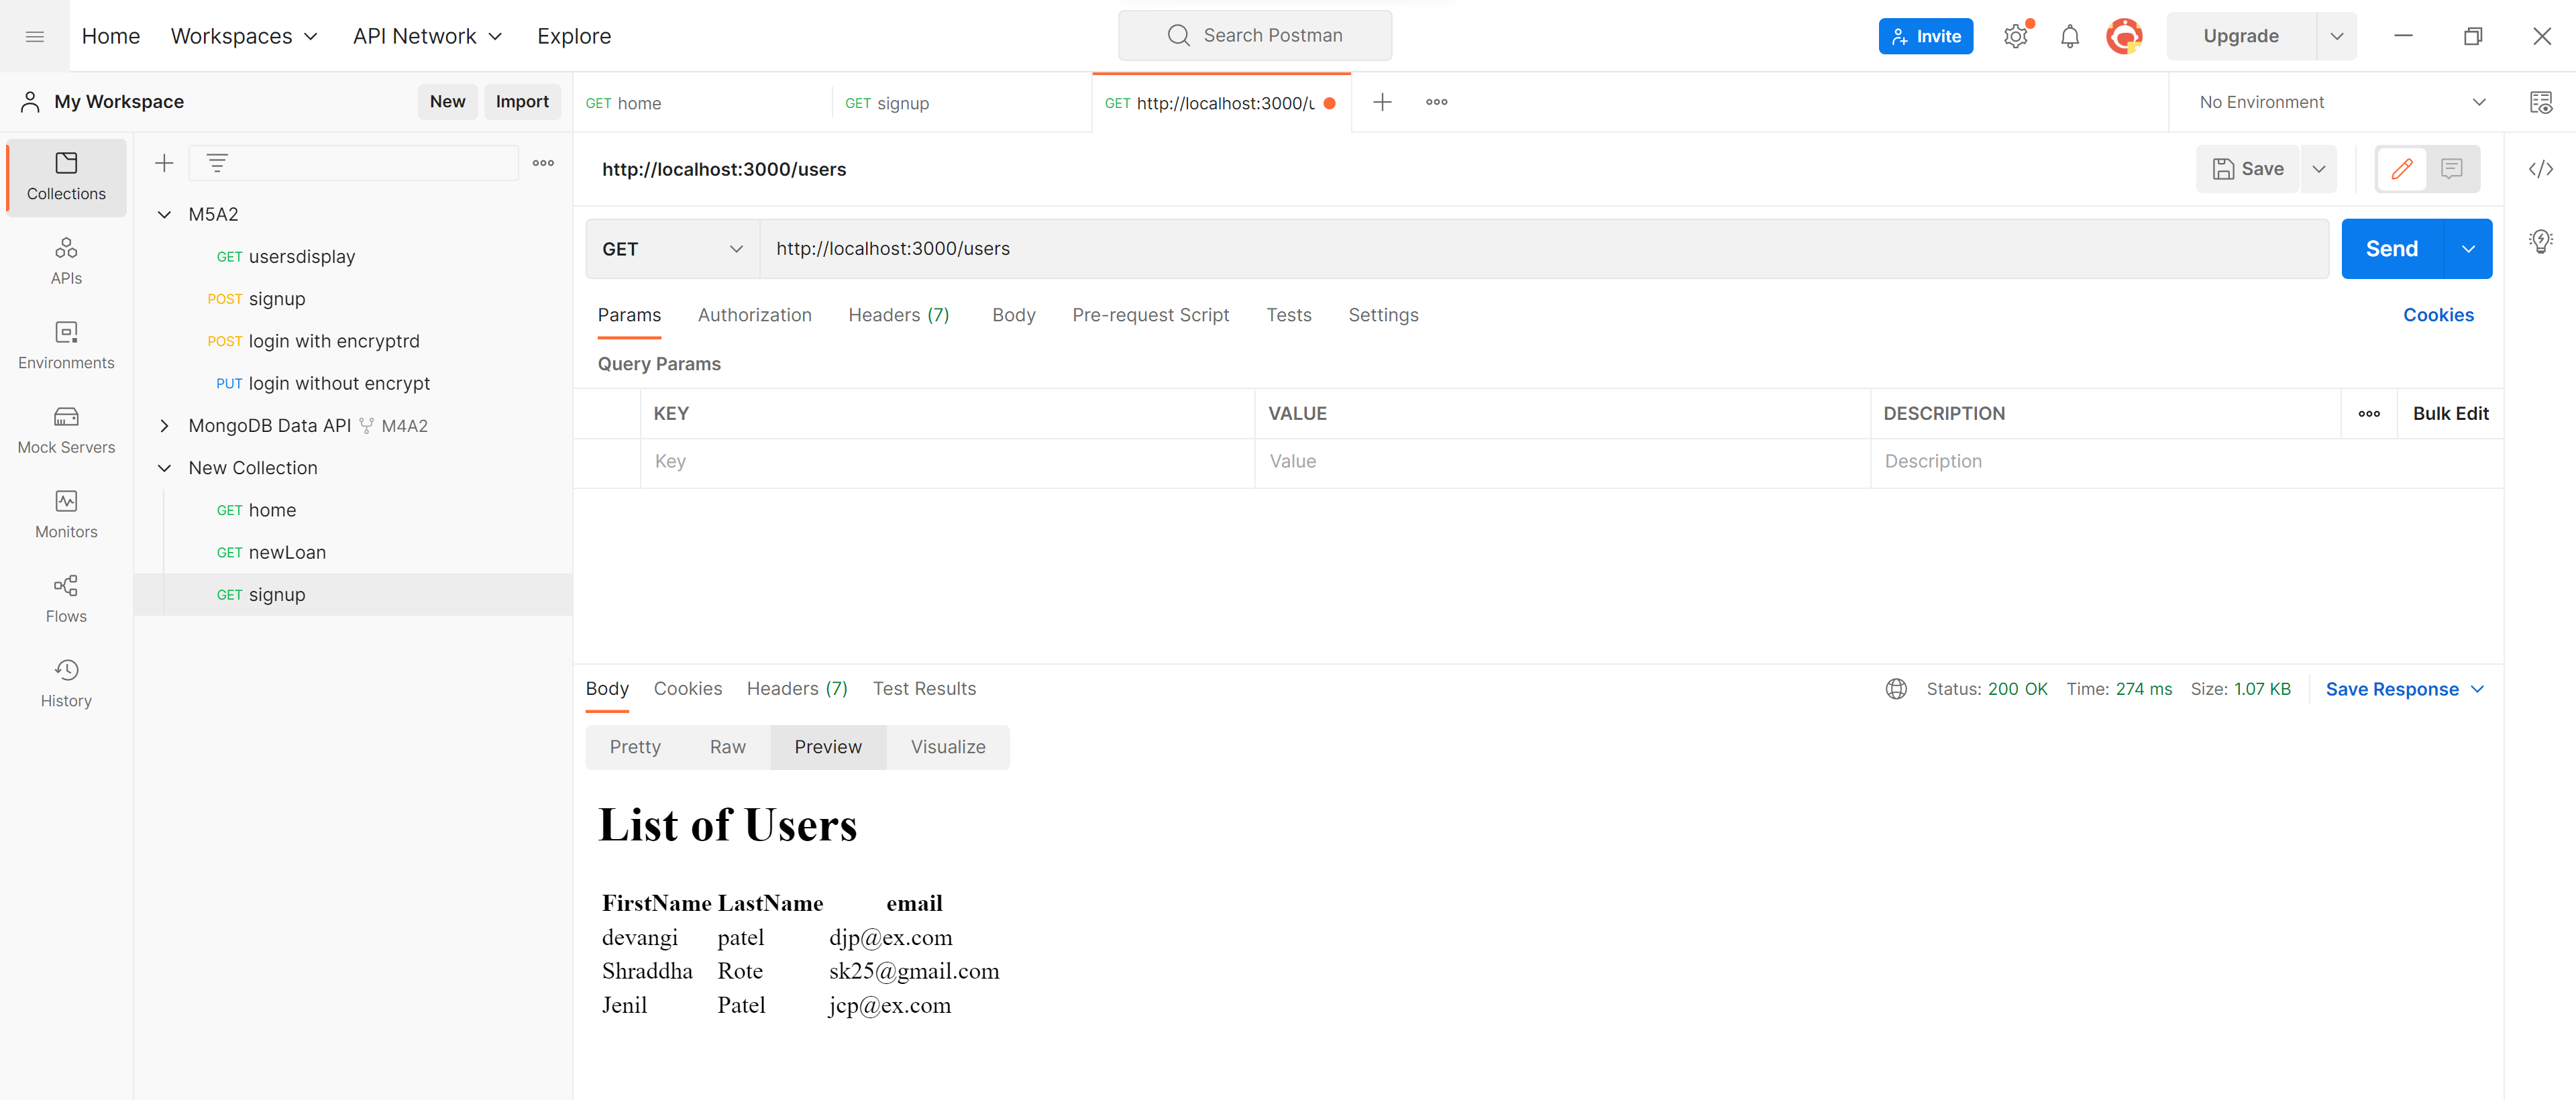 Home Workspaces API Network Explore Search Postman Invite Upgrade
My Workspace New Import GET home GET signup GET http://localhost:3000/u No Environment
Collections
APIs
Environments
Mock Servers
Monitors
Flows
History
M5A2
GET usersdisplay
POST signup
POST login with encryptrd
PUT login without encrypt
MongoDB Data API M4A2
New Collection
GET home
GET newLoan
GET signup
http://localhost:3000/users Save
GET http://localhost:3000/users Send
Params Authorization Headers (7) Body Pre-request Script Tests Settings Cookies
Query Params
KEY VALUE DESCRIPTION Bulk Edit
Key Value Description
Body Cookies Headers (7) Test Results Status: 200 OK Time: 274 ms Size: 1.07 KB Save Response
Pretty Raw Preview Visualize
List of Users
FirstName LastName email
devangi patel djp@ex.com
Shraddha Rote sk25@gmail.com
Jenil Patel jcp@ex.com